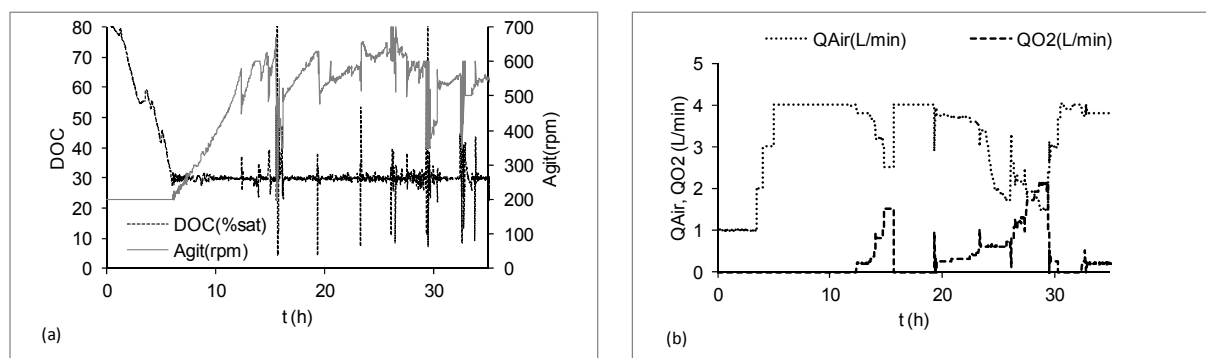 80
70
60
50
40
30
20
10
0
DOC
700
600
500
400
300
200
100
0
Agit(rpm)
DOC(%sat)
Agit(rpm)
0
10
20
30
t (h)
(a)
QAir(L/min)
QO2(L/min)
5
4
3
2
1
0
QAir, QO2 (L/min)
0
10
20
30
t (h)
(b)